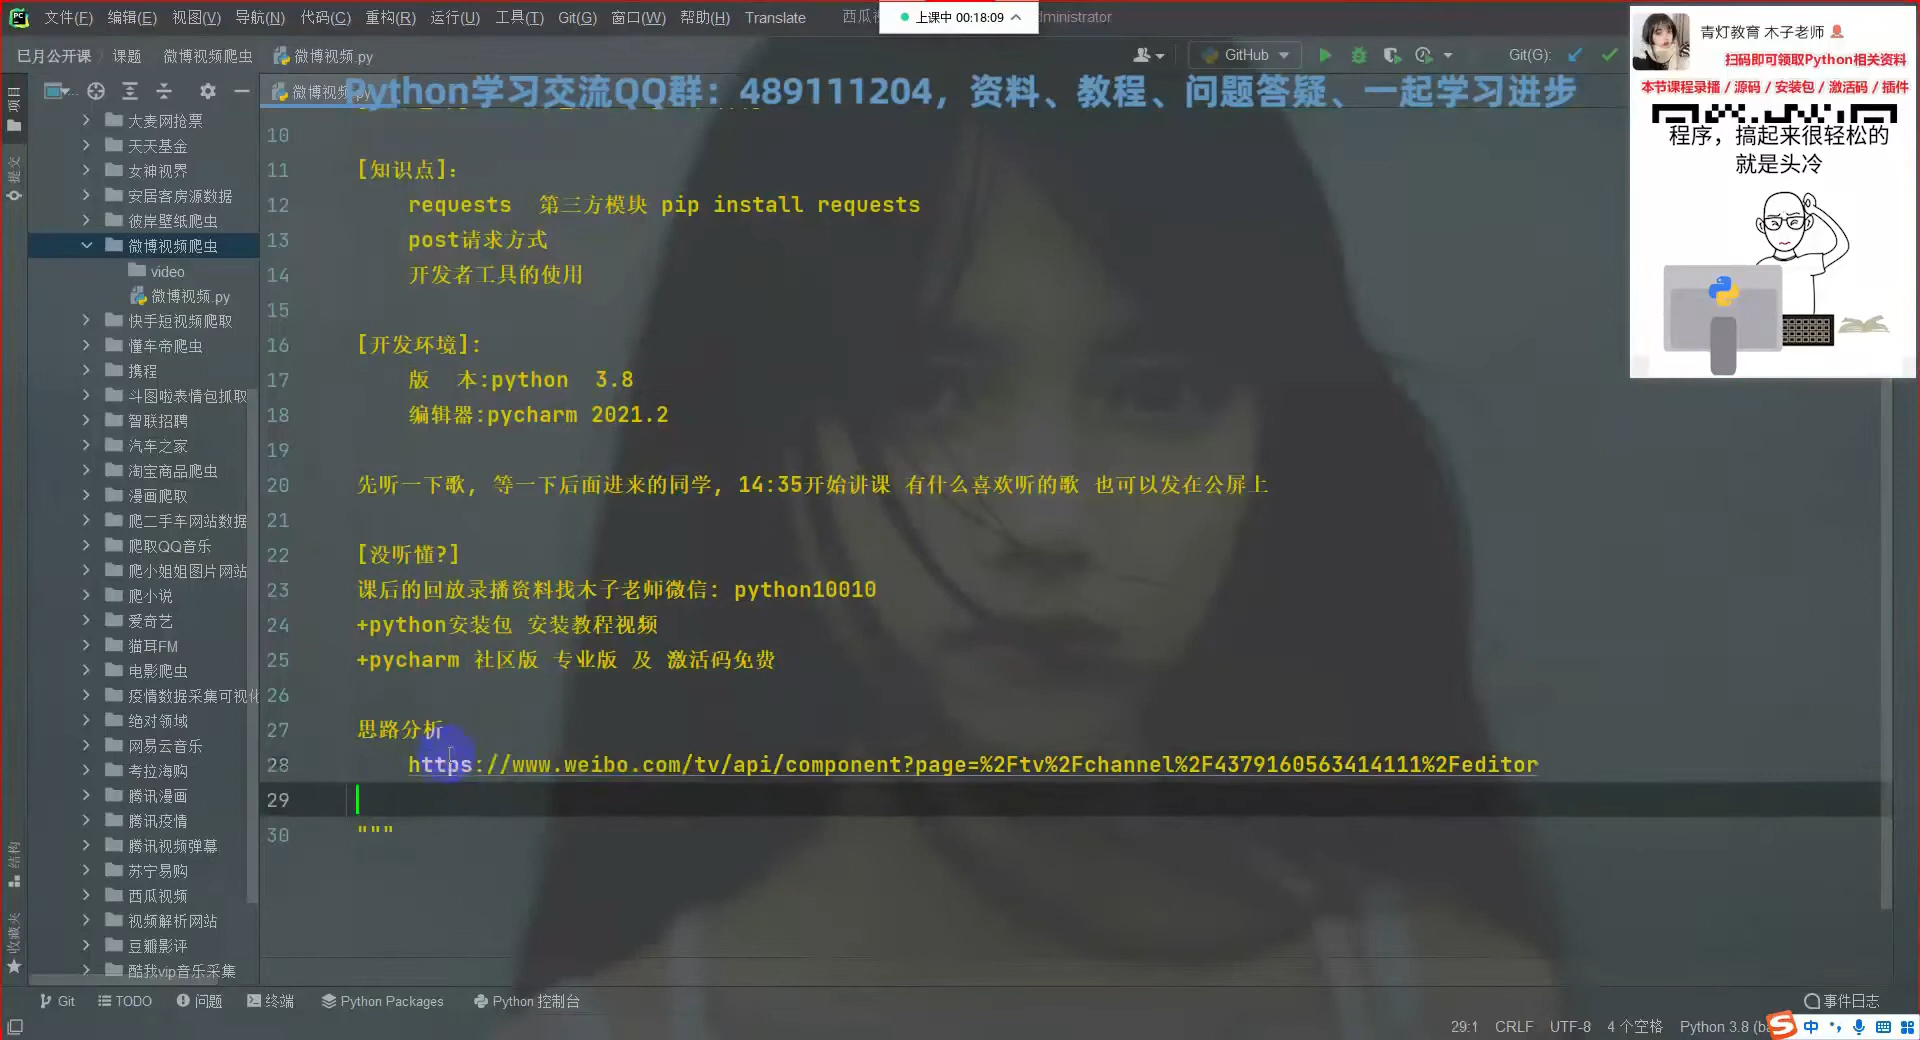 文件(F) 编辑(E) 视图(V) 导航(N) 代码(C) 重构(R) 运行(U) 工具(T) Git(G) 窗口(W) 帮助(H) Translate
上课中 00:18:09
dministrator
巳月公开课 课题 微博视频爬虫 微博视频.py
GitHub
Git(G):
青灯教育 木子老师
扫码即可领取Python相关资料
本节课程录播 / 源码 / 安装包 / 激活码 / 插件
程序，搞起来很轻松的
就是头冷
Python学习交流QQ群：489111204，资料、教程、问题答疑、一起学习进步
项目
提交
结构
收藏夹
大麦网抢票
天天基金
女神视界
安居客房源数据
彼岸壁纸爬虫
微博视频爬虫
video
微博视频.py
快手短视频爬取
懂车帝爬虫
携程
斗图啦表情包抓取
智联招聘
汽车之家
淘宝商品爬虫
漫画爬取
爬二手车网站数据
爬取QQ音乐
爬小姐姐图片网站
爬小说
爱奇艺
猫耳FM
电影爬虫
疫情数据采集可视化
绝对领域
网易云音乐
考拉海购
腾讯漫画
腾讯疫情
腾讯视频弹幕
苏宁易购
西瓜视频
视频解析网站
豆瓣影评
酷我vip音乐采集
10
11 [知识点]:
12 requests 第三方模块 pip install requests
13 post请求方式
14 开发者工具的使用
15
16 [开发环境]:
17 版 本:python 3.8
18 编辑器:pycharm 2021.2
19
20 先听一下歌, 等一下后面进来的同学, 14:35开始讲课 有什么喜欢听的歌 也可以发在公屏上
21
22 [没听懂?]
23 课后的回放录播资料找木子老师微信: python10010
24 +python安装包 安装教程视频
25 +pycharm 社区版 专业版 及 激活码免费
26
27 思路分析
28 https://www.weibo.com/tv/api/component?page=%2Ftv%2Fchannel%2F4379160563414111%2Feditor
29
30 """
Git TODO 问题 终端 Python Packages Python 控制台
事件日志
29:1 CRLF UTF-8 4 个空格 Python 3.8 (ba
中